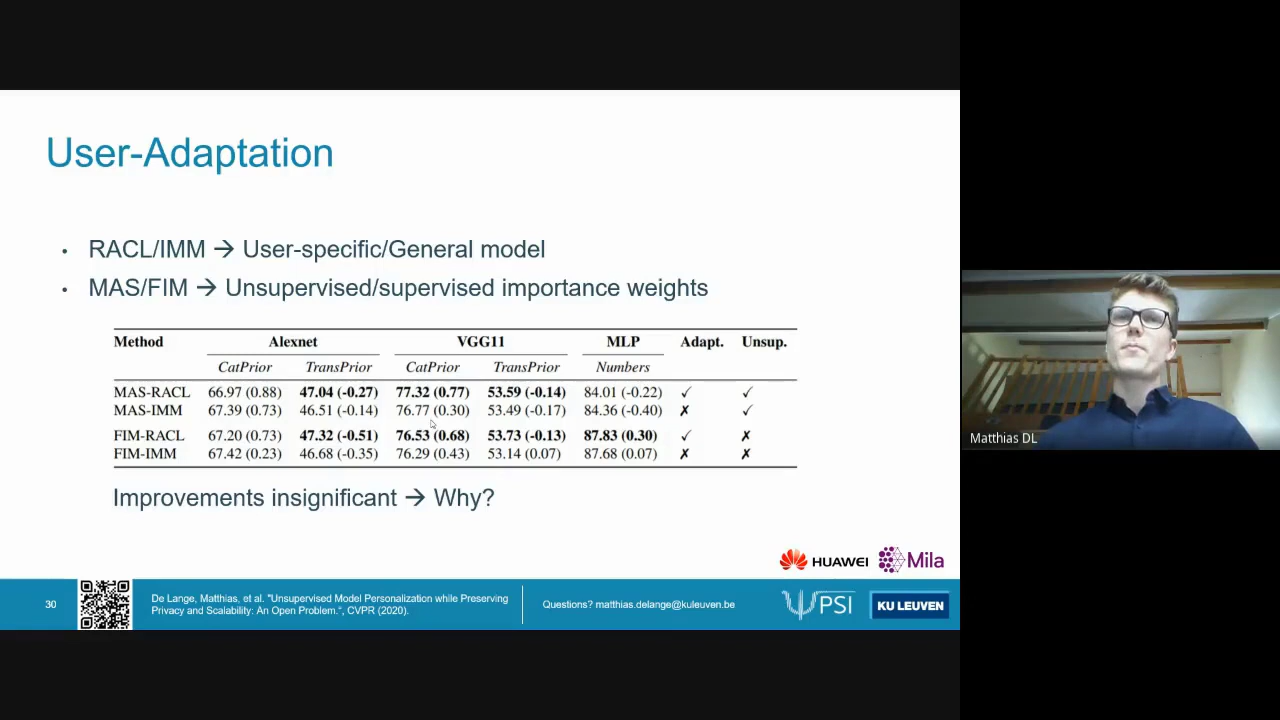 User-Adaptation
• RACL/IMM → User-specific/General model
• MAS/FIM → Unsupervised/supervised importance weights
Method Alexnet VGG11 MLP Adapt. Unsup.
CatPrior TransPrior CatPrior TransPrior Numbers
MAS-RACL 66.97 (0.88) 47.04 (-0.27) 77.32 (0.77) 53.59 (-0.14) 84.01 (-0.22) ✓ ✓
MAS-IMM 67.39 (0.73) 46.51 (-0.14) 76.77 (0.30) 53.49 (-0.17) 84.36 (-0.40) ✗ ✓
FIM-RACL 67.20 (0.73) 47.32 (-0.51) 76.53 (0.68) 53.73 (-0.13) 87.83 (0.30) ✓ ✗
FIM-IMM 67.42 (0.23) 46.68 (-0.35) 76.29 (0.43) 53.14 (0.07) 87.68 (0.07) ✗ ✗
Improvements insignificant → Why?
HUAWEI Mila
30
De Lange, Matthias, et al. "Unsupervised Model Personalization while Preserving
Privacy and Scalability: An Open Problem.", CVPR (2020).
Questions? matthias.delange@kuleuven.be
PSI
KU LEUVEN
Matthias DL